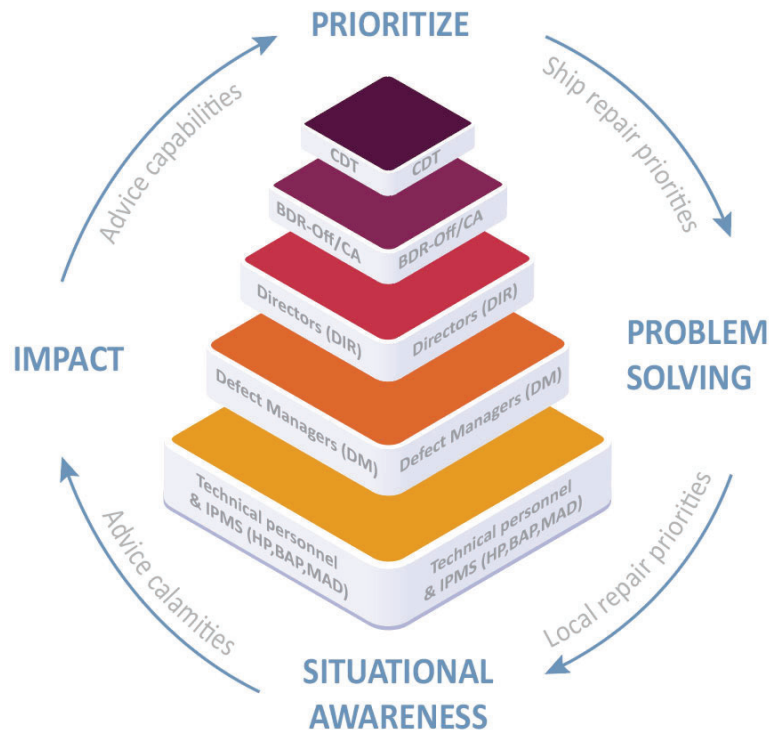 PRIORITIZE
Advice capabilities
Ship repair priorities
CDT
CDT
BDR-Off/CA
BDR-Off/CA
Directors (DIR)
Directors (DIR)
IMPACT
PROBLEM
SOLVING
Defect Managers (DM)
Defect Managers (DM)
Technical personnel
& IPMS (HP,BAP,MAD)
Technical personnel
& IPMS (HP,BAP,MAD)
Advice calamities
Local repair priorities
SITUATIONAL
AWARENESS